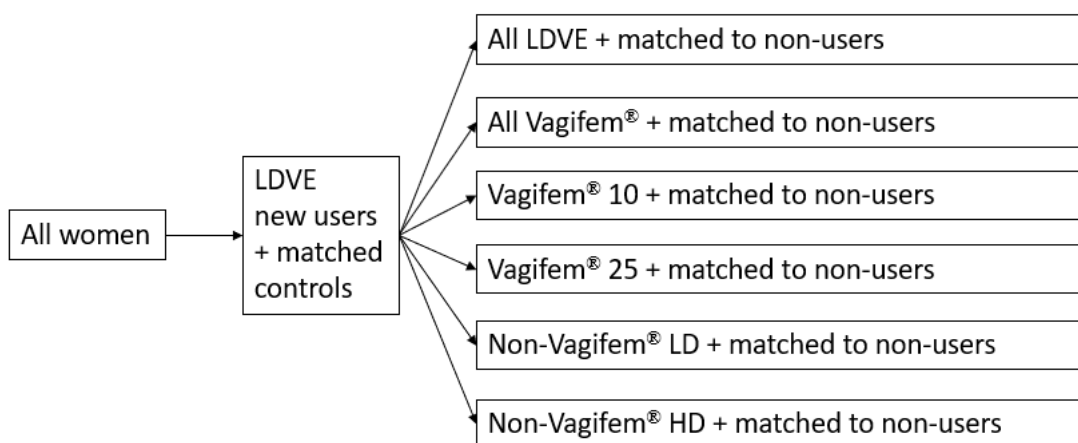 All women
LDVE
new users
+ matched
controls
All LDVE + matched to non-users
All Vagifem® + matched to non-users
Vagifem® 10 + matched to non-users
Vagifem® 25 + matched to non-users
Non-Vagifem® LD + matched to non-users
Non-Vagifem® HD + matched to non-users